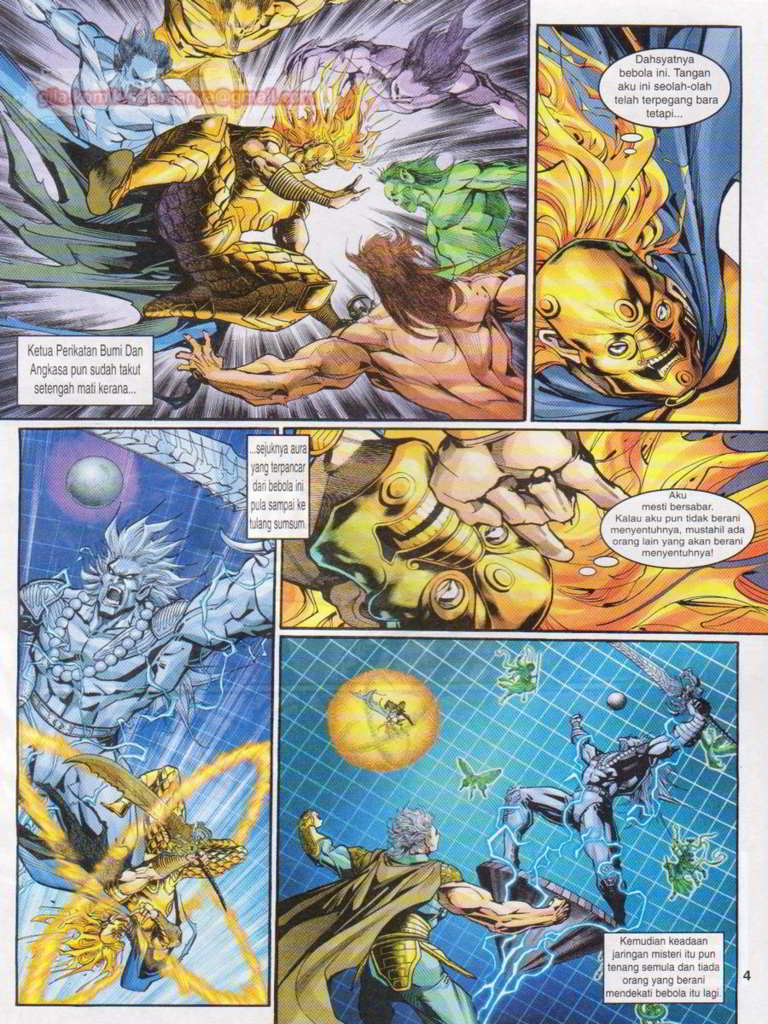 Ketua Perikatan Bumi Dan
Angkasa pun sudah takut
setengah mati kerana...
Dahsyatnya
bebola ini. Tangan
aku ini seolah-olah
telah terpegang bara
tetapi...
...sejuknya aura
yang terpancar
dari bebola ini
pula sampai ke
tulang sumsum.
Aku
mesti bersabar.
Kalau aku pun tidak berani
menyentuhnya, mustahil ada
orang lain yang akan berani
menyentuhnya!
Kemudian keadaan
jaringan misteri itu pun
tenang semula dan tiada
orang yang berani
mendekati bebola itu lagi.
4